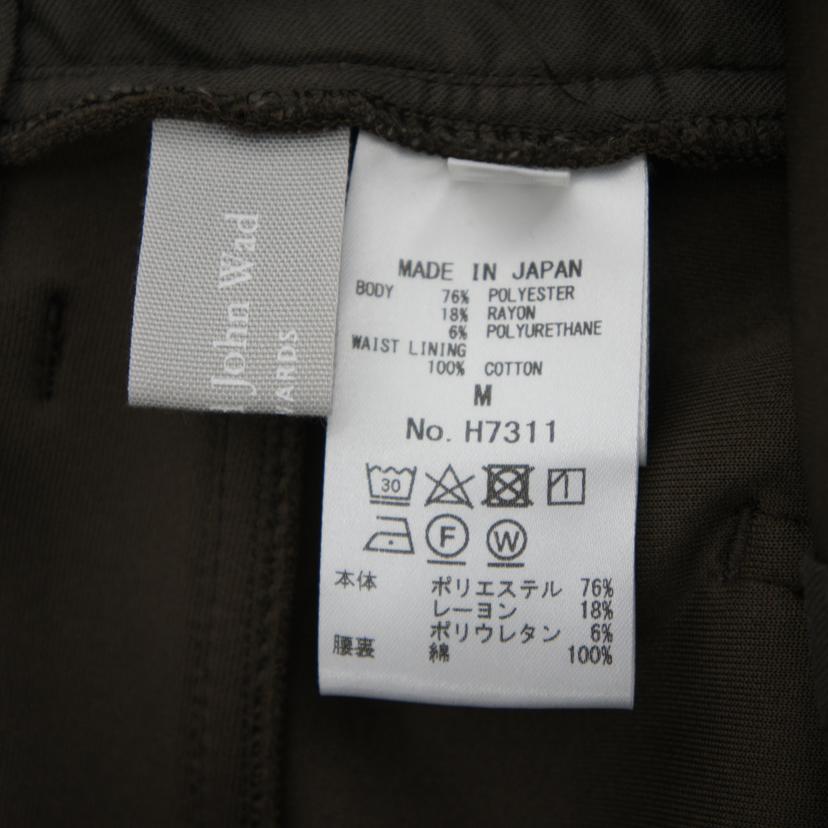 John Wad
WARDS
MADE IN JAPAN
BODY 76% POLYESTER
18% RAYON
6% POLYURETHANE
WAIST LINING
100% COTTON
M
No. H7311
30
F W
本体 ポリエステル 76%
レーヨン 18%
ポリウレタン 6%
腰裏 綿 100%